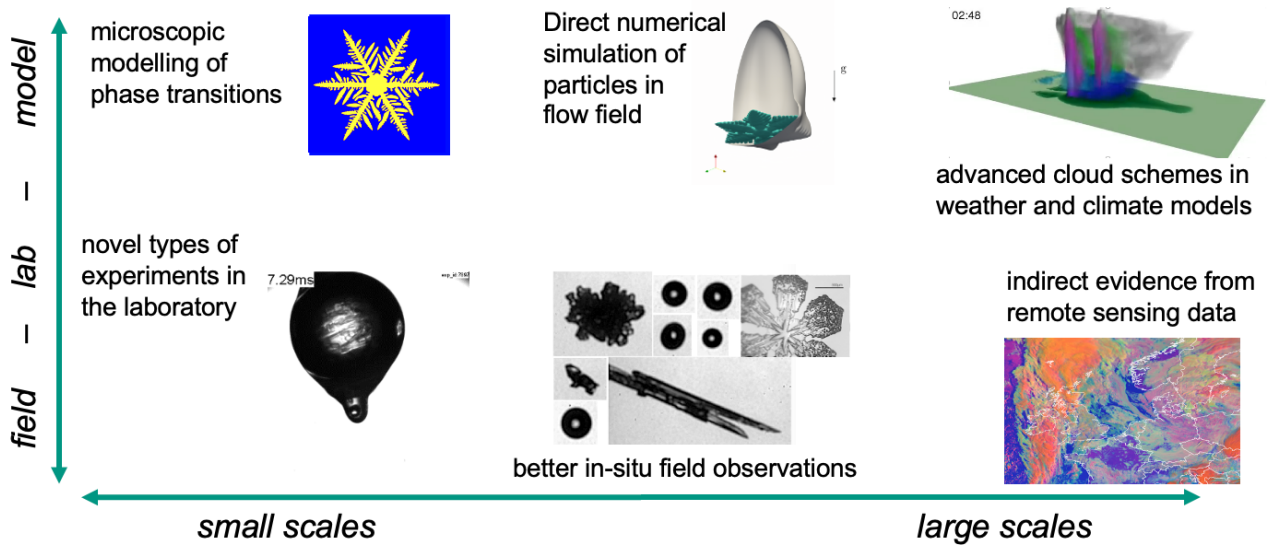 model
–
lab
–
field
microscopic
modelling of
phase transitions
Direct numerical
simulation of
particles in
flow field
g
02:48
advanced cloud schemes in
weather and climate models
novel types of
experiments in
the laboratory
7.29ms
indirect evidence from
remote sensing data
better in-situ field observations
small scales
large scales